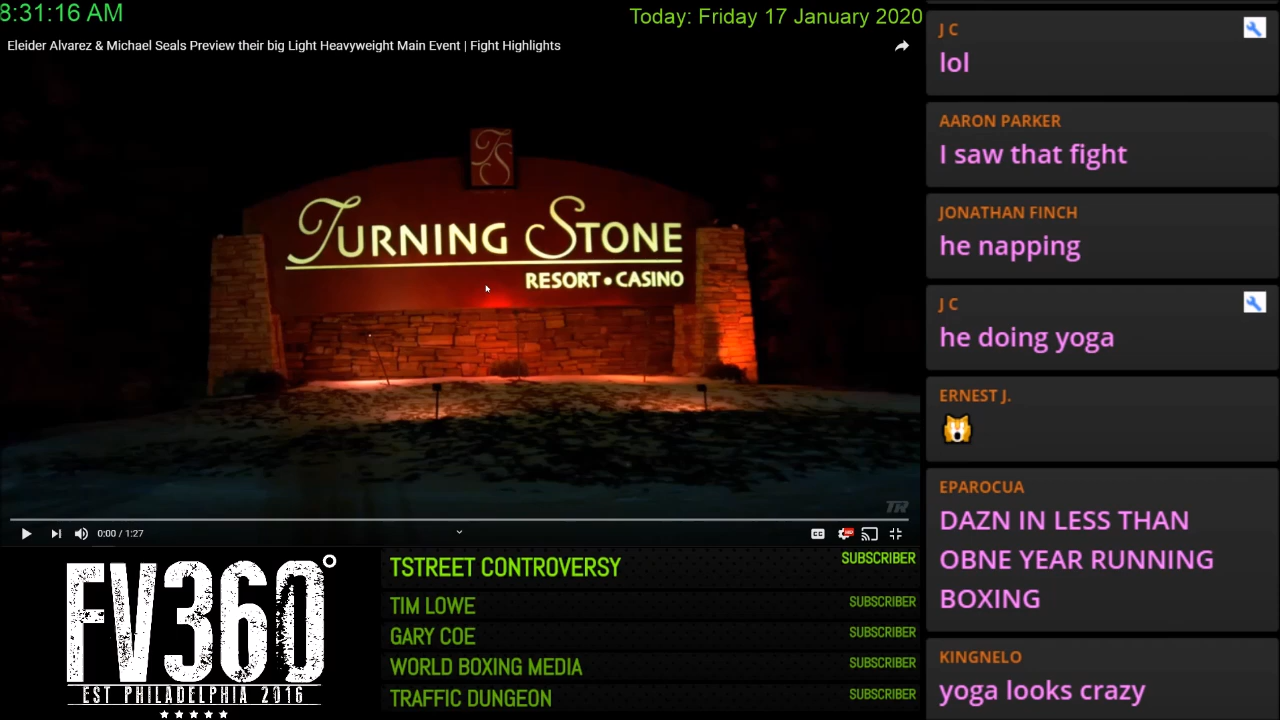 8:31:16 AM
Today: Friday 17 January 2020
Eleider Alvarez & Michael Seals Preview their big Light Heavyweight Main Event | Fight Highlights
TS
TURNING STONE
RESORT • CASINO
TR
0:00 / 1:27
CC
HD
FV360°
EST PHILADELPHIA 2016
TSTREET CONTROVERSY SUBSCRIBER
TIM LOWE SUBSCRIBER
GARY COE SUBSCRIBER
WORLD BOXING MEDIA SUBSCRIBER
TRAFFIC DUNGEON SUBSCRIBER
J C
lol
AARON PARKER
I saw that fight
JONATHAN FINCH
he napping
J C
he doing yoga
ERNEST J.
EPAROCUA
DAZN IN LESS THAN
OBNE YEAR RUNNING
BOXING
KINGNELO
yoga looks crazy